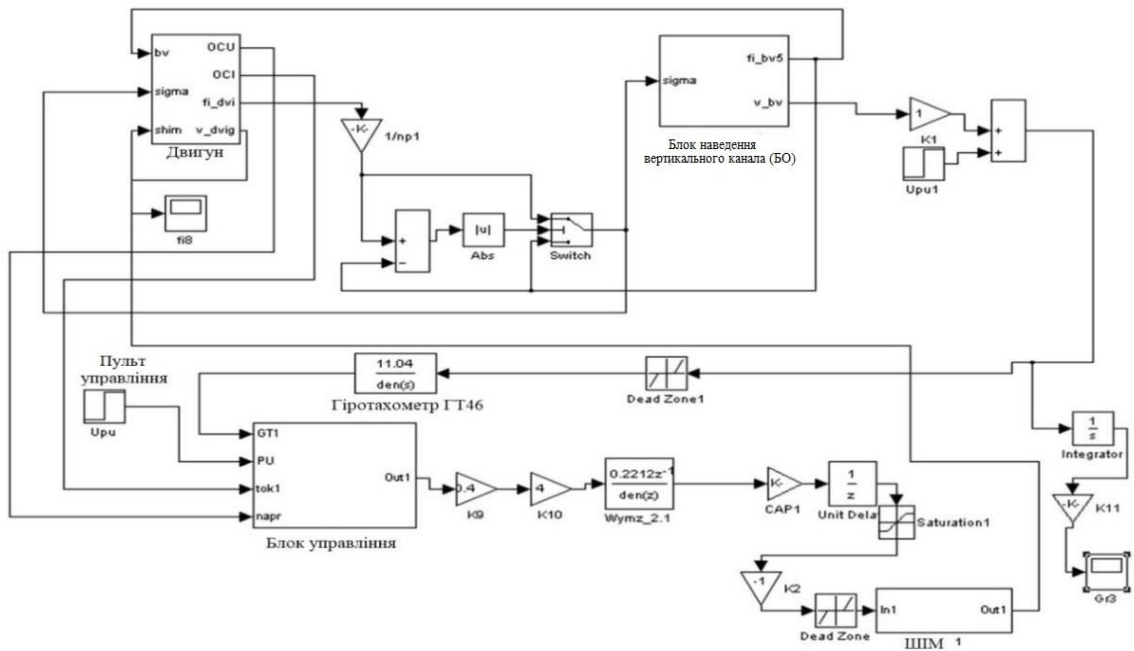 bv
sigma
shim
OCU
OCI
fi_dvi
v_dvig
Двигун
-K-
1/np1
fi8
+
−
|u|
Abs
Switch
sigma
fi_bv5
v_bv
Блок наведення
вертикального канала (БО)
1
K1
Upu1
+
+
Пульт
управління
Upu
11.04
den(s)
Гіротахометр ГТ46
Dead Zone1
GT1
PU
tok1
napr
Out1
Блок управління
0.4
K9
4
K10
0.2212z⁻¹
den(z)
Wymz_2.1
K-
CAP1
1
z
Unit Delay
Saturation1
-1
K2
Dead Zone
In1
Out1
ШІМ 1
1
s
Integrator
-K-
K11
Gr3